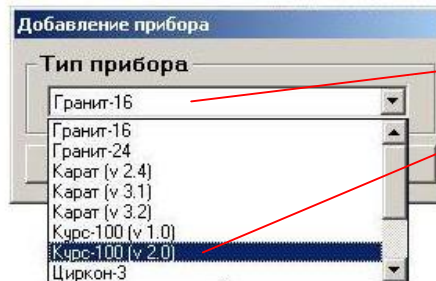 Добавление прибора
Тип прибора
Гранит-16
Гранит-16
Гранит-24
Карат (v 2.4)
Карат (v 3.1)
Карат (v 3.2)
Курс-100 (v 1.0)
Курс-100 (v 2.0)
Циркон-3